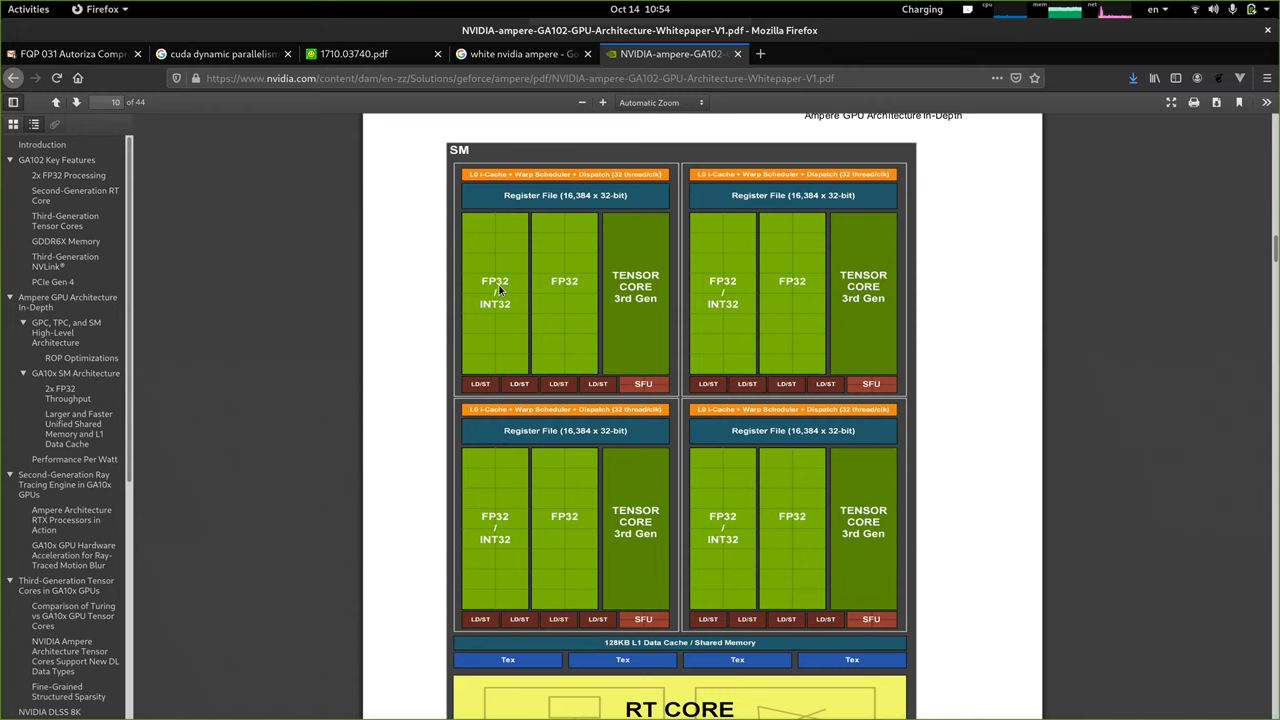 Activities
Firefox
Oct 14 10:54
Charging
cpu
mem
net
en
NVIDIA-ampere-GA102-GPU-Architecture-Whitepaper-V1.pdf - Mozilla Firefox
FQP 031 Autoriza Compr
cuda dynamic parallelism
1710.03740.pdf
white nvidia ampere - Go
NVIDIA-ampere-GA102-
https://www.nvidia.com/content/dam/en-zz/Solutions/geforce/ampere/pdf/NVIDIA-ampere-GA102-GPU-Architecture-Whitepaper-V1.pdf
10 of 44
Automatic Zoom
Introduction
GA102 Key Features
2x FP32 Processing
Second-Generation RT
Core
Third-Generation
Tensor Cores
GDDR6X Memory
Third-Generation
NVLink®
PCIe Gen 4
Ampere GPU Architecture
In-Depth
GPC, TPC, and SM
High-Level
Architecture
ROP Optimizations
GA10x SM Architecture
2x FP32
Throughput
Larger and Faster
Unified Shared
Memory and L1
Data Cache
Performance Per Watt
Second-Generation Ray
Tracing Engine in GA10x
GPUs
Ampere Architecture
RTX Processors in
Action
GA10x GPU Hardware
Acceleration for Ray-
Traced Motion Blur
Third-Generation Tensor
Cores in GA10x GPUs
Comparison of Turing
vs GA10x GPU Tensor
Cores
NVIDIA Ampere
Architecture Tensor
Cores Support New DL
Data Types
Fine-Grained
Structured Sparsity
NVIDIA DLSS 8K
Ampere GPU Architecture In-Depth
SM
L0 i-Cache + Warp Scheduler + Dispatch (32 thread/clk)
Register File (16,384 x 32-bit)
FP32
/
INT32
FP32
TENSOR
CORE
3rd Gen
LD/ST LD/ST LD/ST LD/ST SFU
L0 i-Cache + Warp Scheduler + Dispatch (32 thread/clk)
Register File (16,384 x 32-bit)
FP32
/
INT32
FP32
TENSOR
CORE
3rd Gen
LD/ST LD/ST LD/ST LD/ST SFU
L0 i-Cache + Warp Scheduler + Dispatch (32 thread/clk)
Register File (16,384 x 32-bit)
FP32
/
INT32
FP32
TENSOR
CORE
3rd Gen
LD/ST LD/ST LD/ST LD/ST SFU
L0 i-Cache + Warp Scheduler + Dispatch (32 thread/clk)
Register File (16,384 x 32-bit)
FP32
/
INT32
FP32
TENSOR
CORE
3rd Gen
LD/ST LD/ST LD/ST LD/ST SFU
128KB L1 Data Cache / Shared Memory
Tex Tex Tex Tex
RT CORE